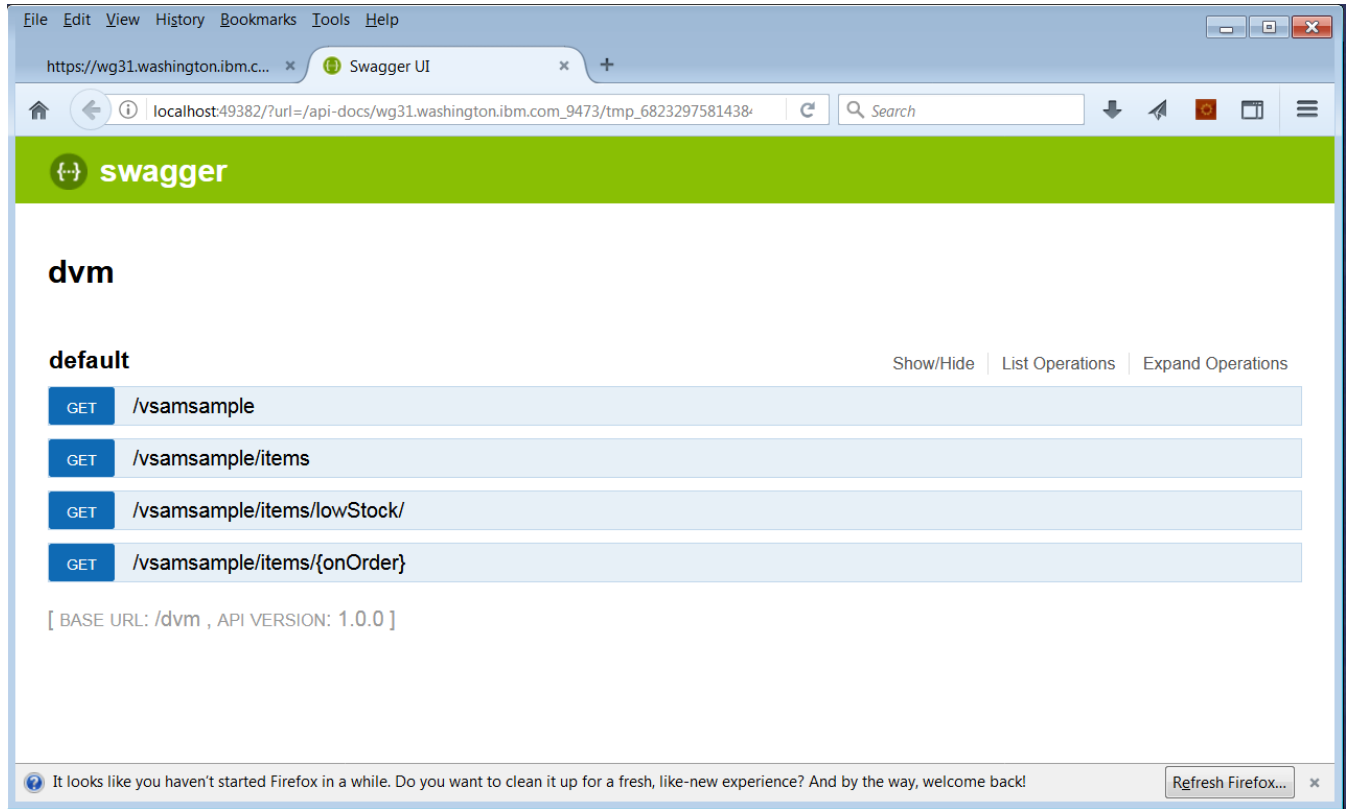 File Edit View History Bookmarks Tools Help
https://wg31.washington.ibm.c... × Swagger UI × +
localhost:49382/?url=/api-docs/wg31.washington.ibm.com_9473/tmp_6823297581438 Search
{···} swagger
dvm
default Show/Hide List Operations Expand Operations
GET /vsamsample
GET /vsamsample/items
GET /vsamsample/items/lowStock/
GET /vsamsample/items/{onOrder}
[ BASE URL: /dvm , API VERSION: 1.0.0 ]
It looks like you haven't started Firefox in a while. Do you want to clean it up for a fresh, like-new experience? And by the way, welcome back! Refresh Firefox... ×